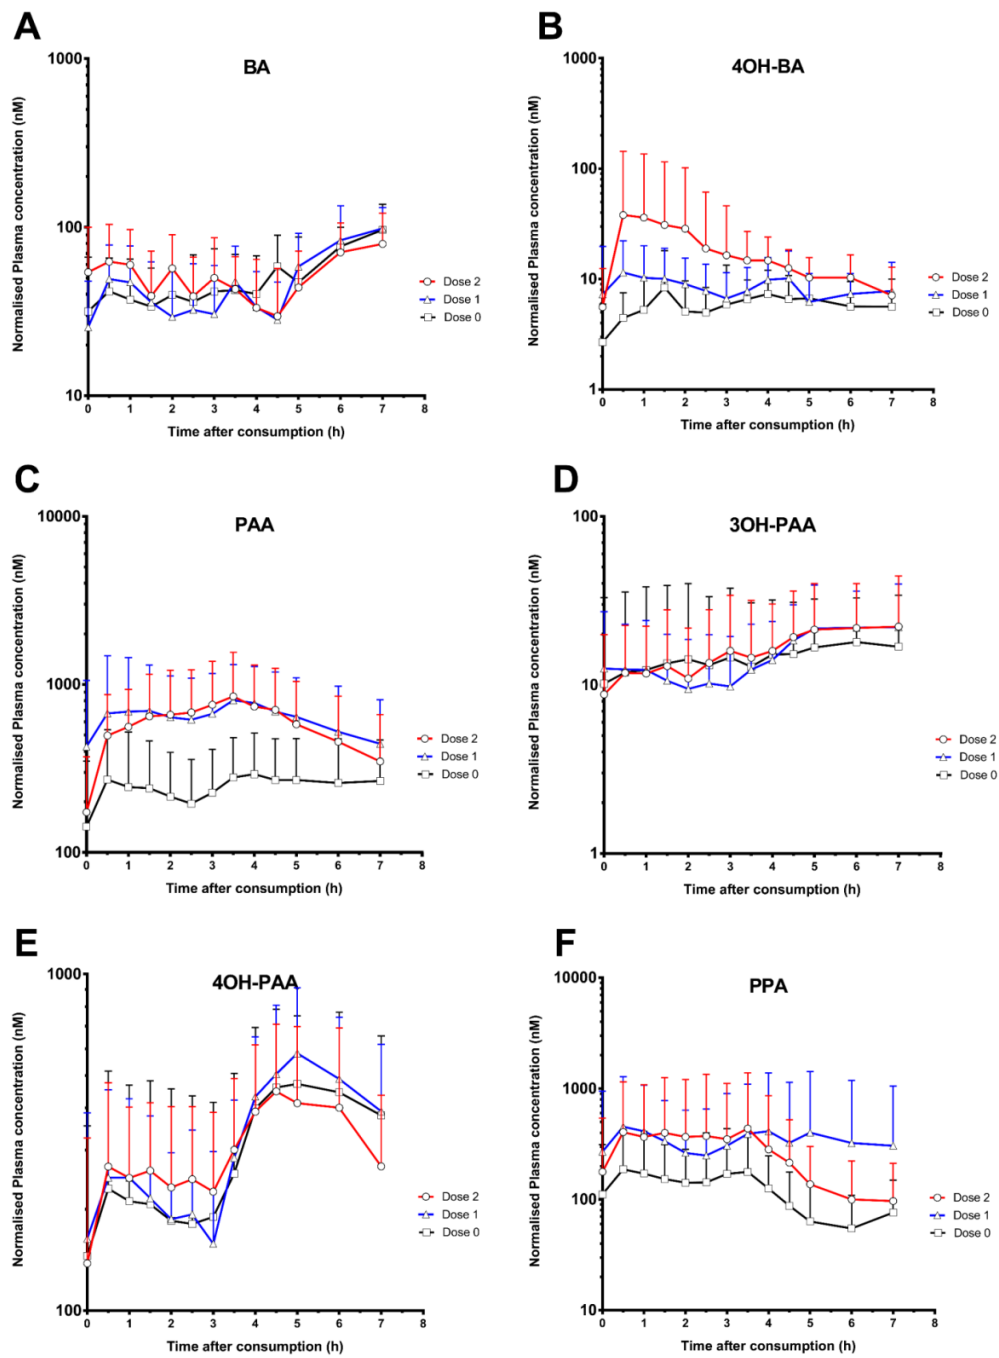 A
BA
Normalised Plasma concentration (nM)
1000
100
10
0 1 2 3 4 5 6 7 8
Time after consumption (h)
Dose 2
Dose 1
Dose 0
B
4OH-BA
Normalised Plasma concentration (nM)
1000
100
10
1
0 1 2 3 4 5 6 7 8
Time after consumption (h)
Dose 2
Dose 1
Dose 0
C
PAA
Normalised Plasma concentration (nM)
10000
1000
100
0 1 2 3 4 5 6 7 8
Time after consumption (h)
Dose 2
Dose 1
Dose 0
D
3OH-PAA
Normalised Plasma concentration (nM)
100
10
1
0 1 2 3 4 5 6 7 8
Time after consumption (h)
Dose 2
Dose 1
Dose 0
E
4OH-PAA
Normalised Plasma concentration (nM)
1000
100
0 1 2 3 4 5 6 7 8
Time after consumption (h)
Dose 2
Dose 1
Dose 0
F
PPA
Normalised Plasma concentration (nM)
10000
1000
100
10
0 1 2 3 4 5 6 7 8
Time after consumption (h)
Dose 2
Dose 1
Dose 0